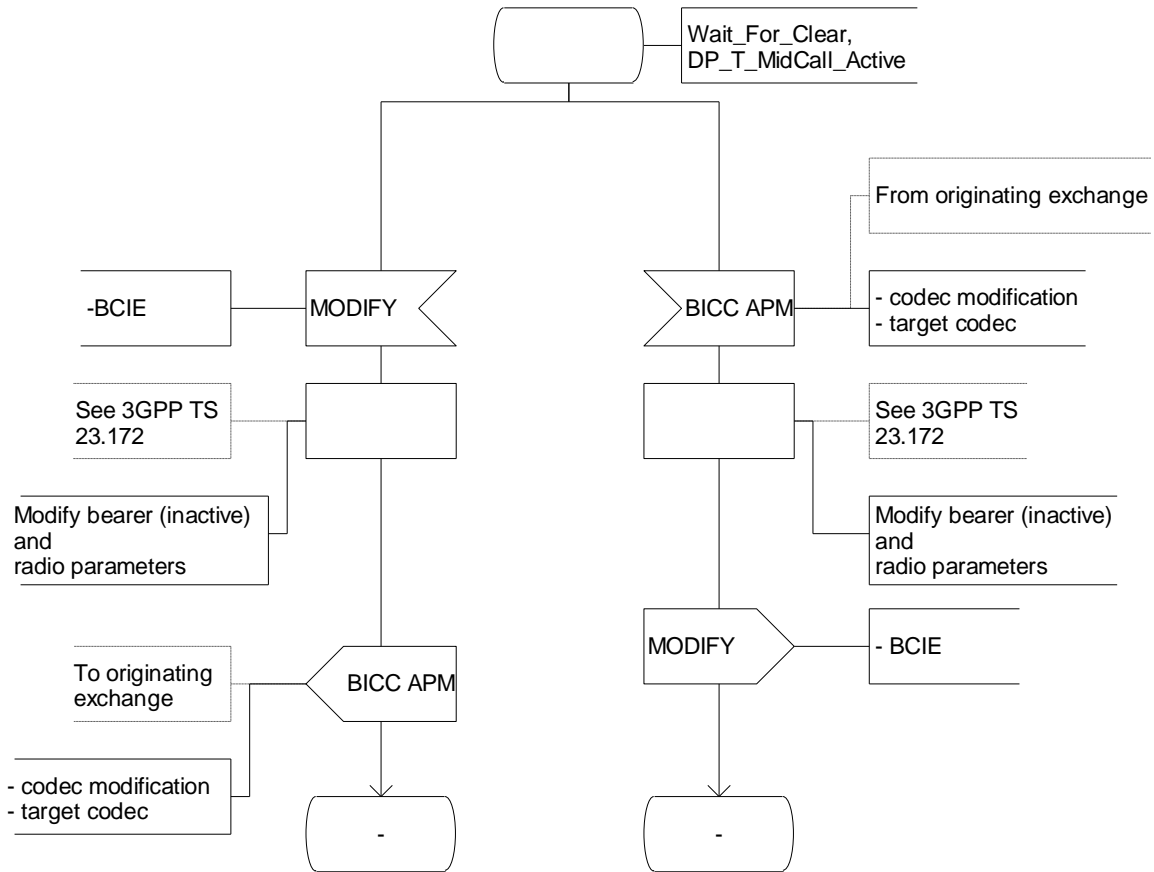 Wait_For_Clear,
DP_T_MidCall_Active
From originating exchange
-BCIE
MODIFY
BICC APM
- codec modification
- target codec
See 3GPP TS
23.172
See 3GPP TS
23.172
Modify bearer (inactive)
and
radio parameters
Modify bearer (inactive)
and
radio parameters
MODIFY
- BCIE
To originating
exchange
BICC APM
- codec modification
- target codec
-
-